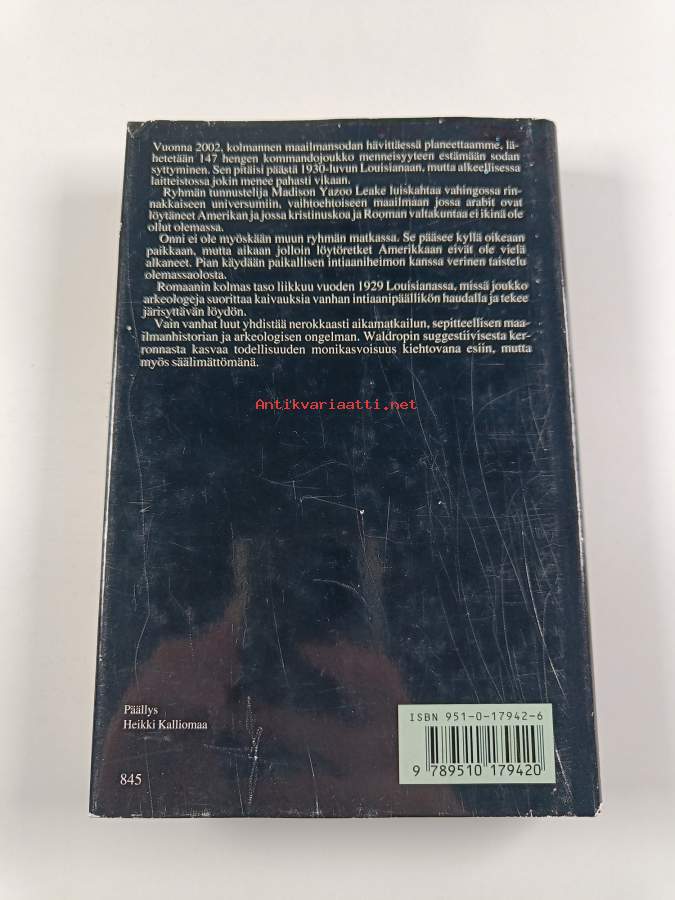 Vuonna 2002, kolmannen maailmansodan hävittäessä planeettaamme, lä-
hetetään 147 hengen kommandojoukko menneisyyteen estämään sodan
syttyminen. Sen pitäisi päästä 1930-luvun Louisianaan, mutta alkeellisessa
laitteistossa jokin menee pahasti vikaan.
Ryhmän tunnustelija Madison Yazoo Leake luiskahtaa vahingossa rin-
nakkaiseen universumiin, vaihtoehtoiseen maailmaan jossa arabit ovat
löytäneet Amerikan ja jossa kristinuskoa ja Rooman valtakuntaa ei ikinä ole
ollut olemassa.
Onni ei ole myöskään muun ryhmän matkassa. Se pääsee kyllä oikeaan
paikkaan, mutta aikaan jolloin löytöretket Amerikkaan eivät ole vielä
alkaneet. Pian käydään paikallisen intiaaniheimon kanssa verinen taistelu
olemassaolosta.
Romaanin kolmas taso liikkuu vuoden 1929 Louisianassa, missä joukko
arkeologeja suorittaa kaivauksia vanhan intiaanipäällikön haudalla ja tekee
järisyttävän löydön.
Vain vanhat luut yhdistää nerokkaasti aikamatkailun, sepitteellisen maa-
ilmanhistorian ja arkeologisen ongelman. Waldropin suggestiivisesta ker-
ronnasta kasvaa todellisuuden monikasvoisuus kiehtovana esiin, mutta
myös säälimättömänä.
Antikvariaatti.net
Päällys
Heikki Kalliomaa
845
ISBN 951-0-17942-6
9 789510 179420